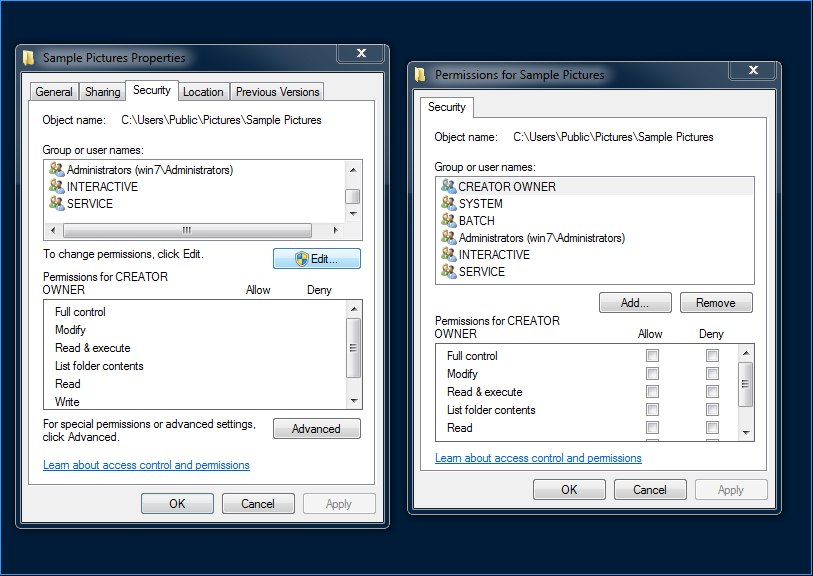 Sample Pictures Properties
General
Sharing
Security
Location
Previous Versions
Object name: C:\Users\Public\Pictures\Sample Pictures
Group or user names:
Administrators (win7\Administrators)
INTERACTIVE
SERVICE
To change permissions, click Edit.
Edit...
Permissions for CREATOR
OWNER
Allow
Deny
Full control
Modify
Read & execute
List folder contents
Read
Write
For special permissions or advanced settings,
click Advanced.
Advanced
Learn about access control and permissions
OK
Cancel
Apply
Permissions for Sample Pictures
Security
Object name: C:\Users\Public\Pictures\Sample Pictures
Group or user names:
CREATOR OWNER
SYSTEM
BATCH
Administrators (win7\Administrators)
INTERACTIVE
SERVICE
Add...
Remove
Permissions for CREATOR
OWNER
Allow
Deny
Full control
Modify
Read & execute
List folder contents
Read
Learn about access control and permissions
OK
Cancel
Apply